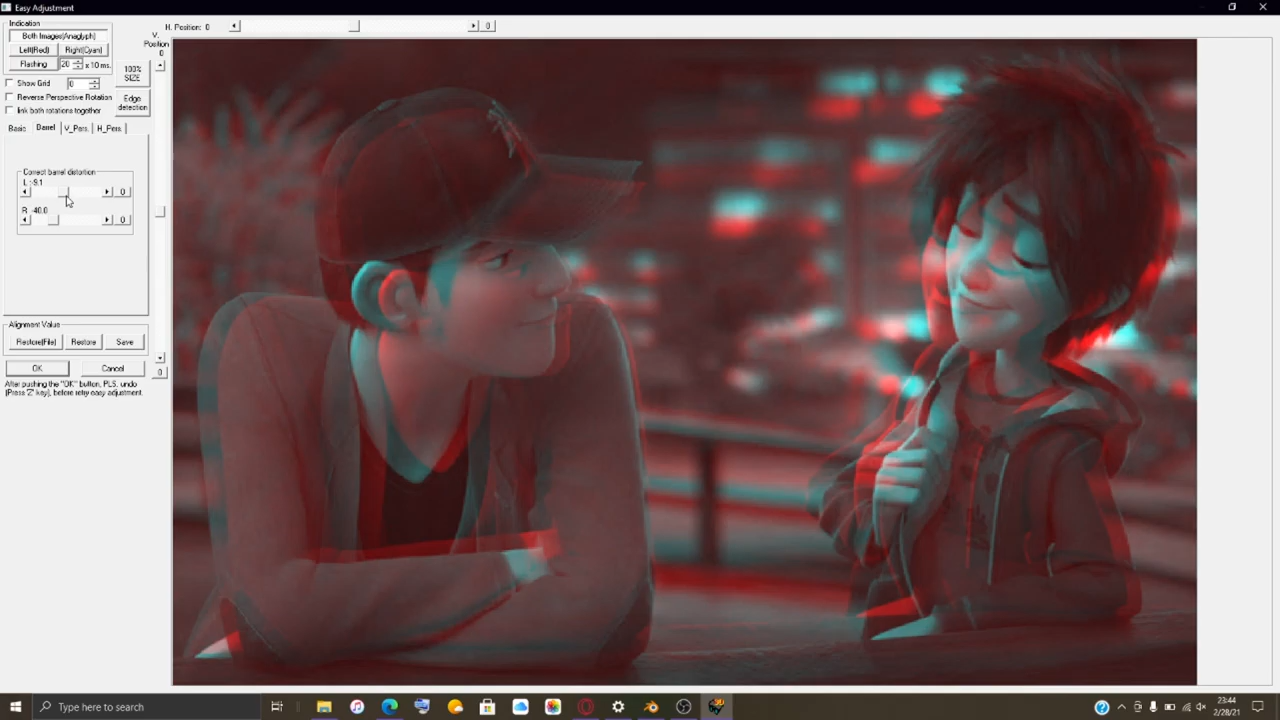 Easy Adjustment
Indication
Both Images(Anaglyph)
Left(Red) Right(Cyan)
Flashing 20 x 10 ms.
Show Grid 0
Reverse Perspective Rotation
link both rotations together
V. Position 0
100% SIZE
Edge detection
H. Position: 0 0
Basic Barrel V_Pers. H_Pers.
Correct barrel distortion
L :-9.1
0
R -40.0
0
Alignment Value
Restore(File) Restore Save
OK Cancel 0
After pushing the "OK" button, PLS. undo
(Press 'Z' key), before retry easy adjustment.
Type here to search
23:44
2/28/21